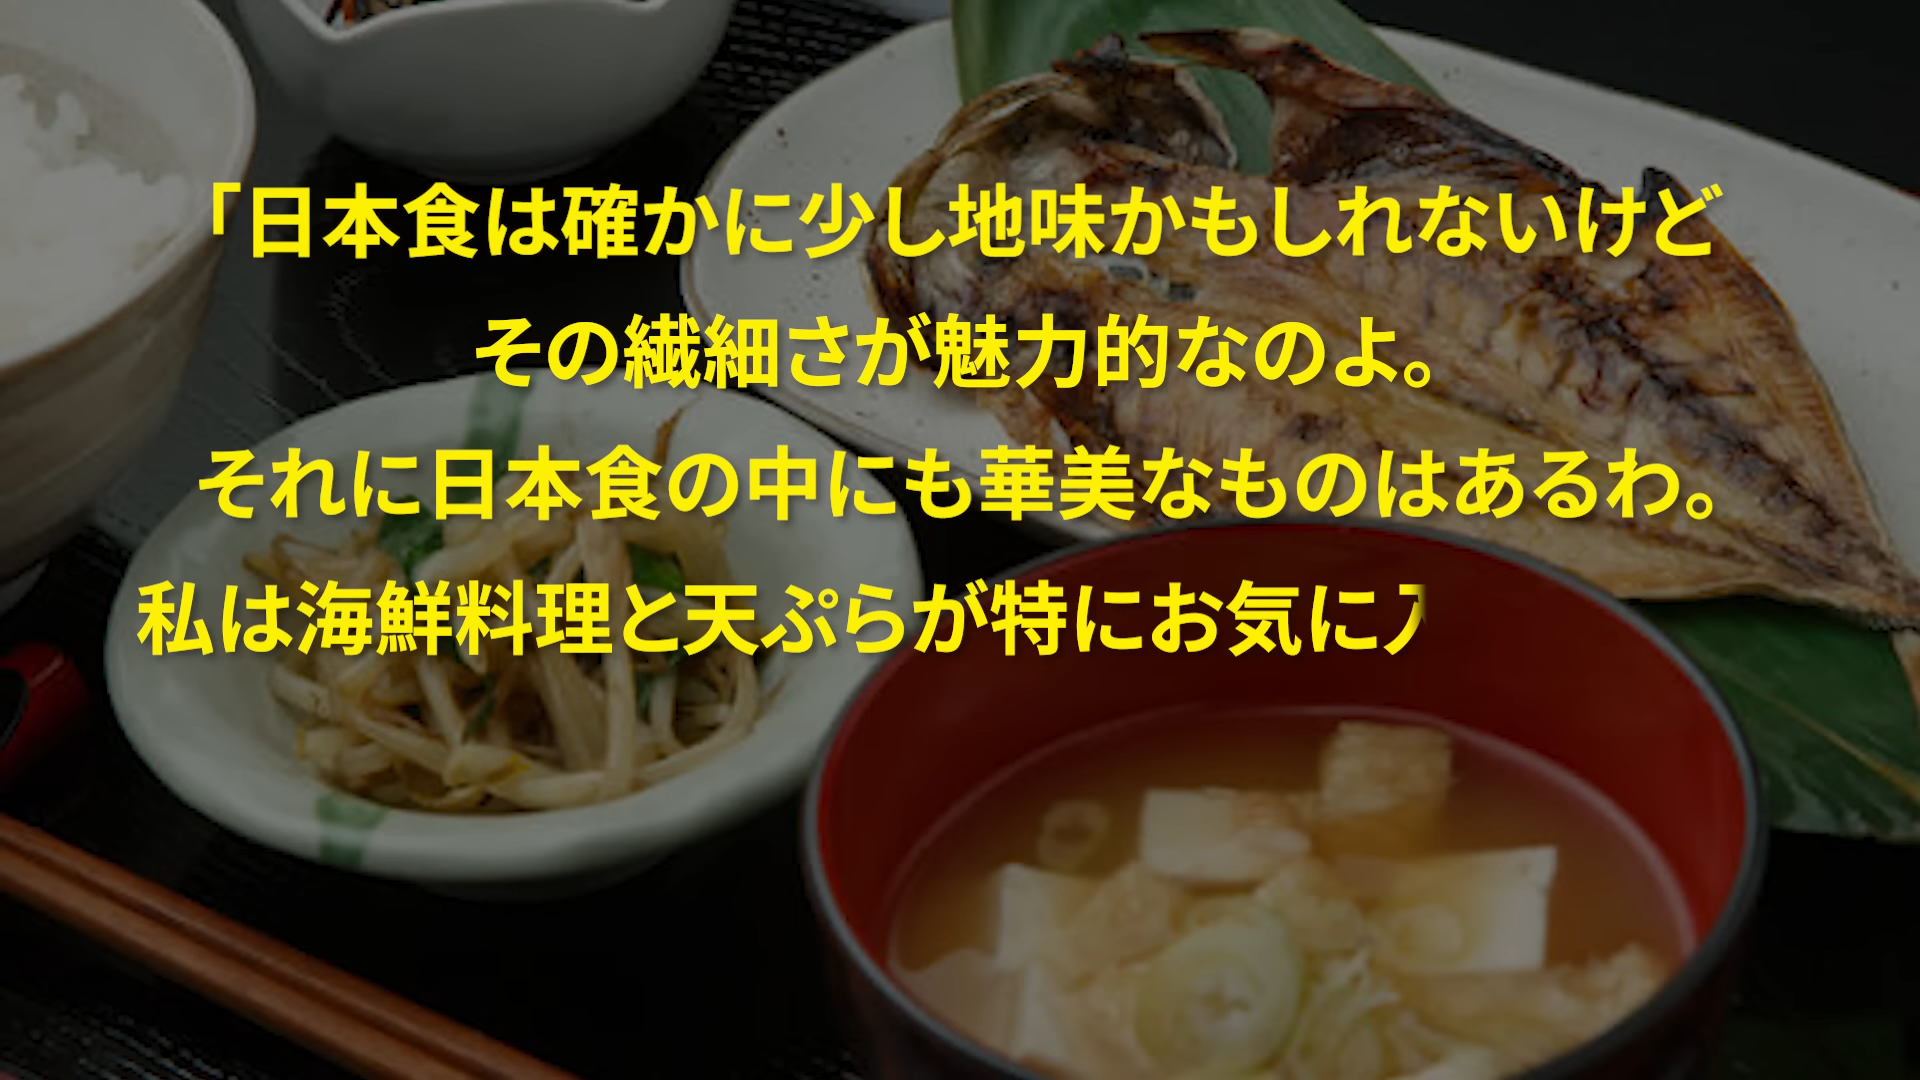 「日本食は確かに少し地味かもしれないけど
その繊細さが魅力的なのよ。
それに日本食の中にも華美なものはあるわ。
私は海鮮料理と天ぷらが特にお気に